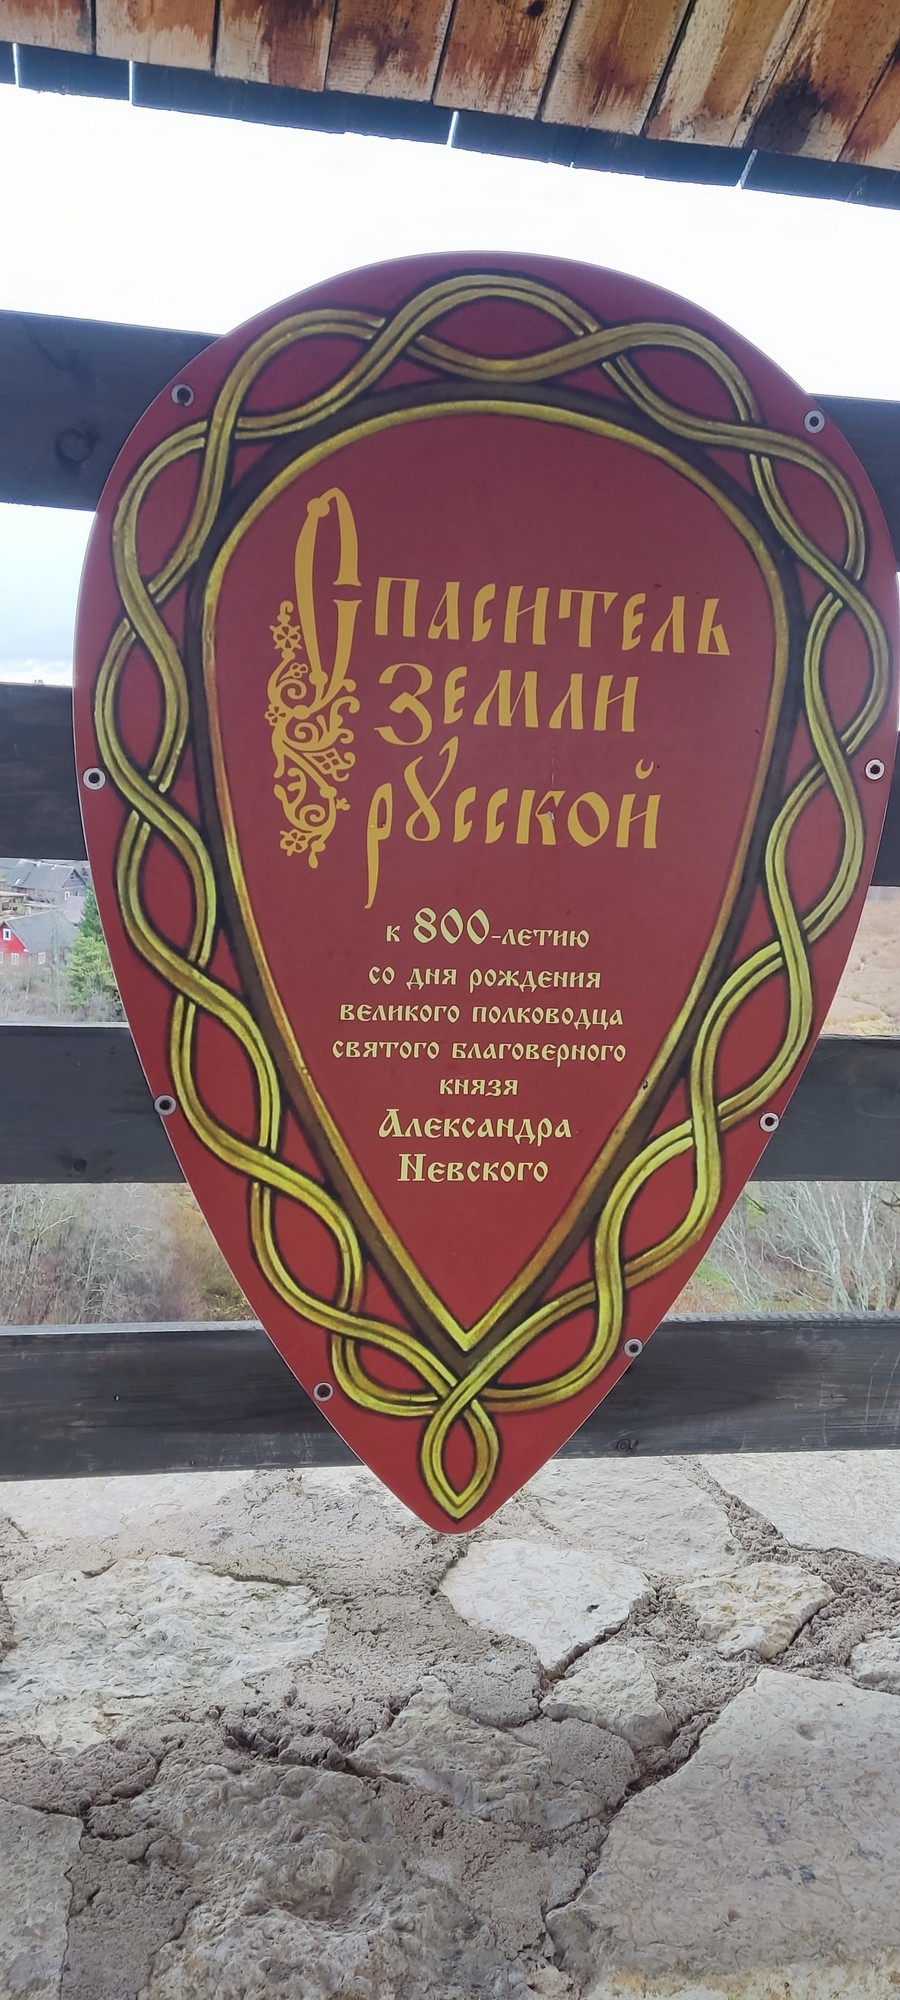 Спаситель
Земли
русской
к 800-летию
со дня рождения
великого полководца
святого благоверного
князя
Александра
Невского